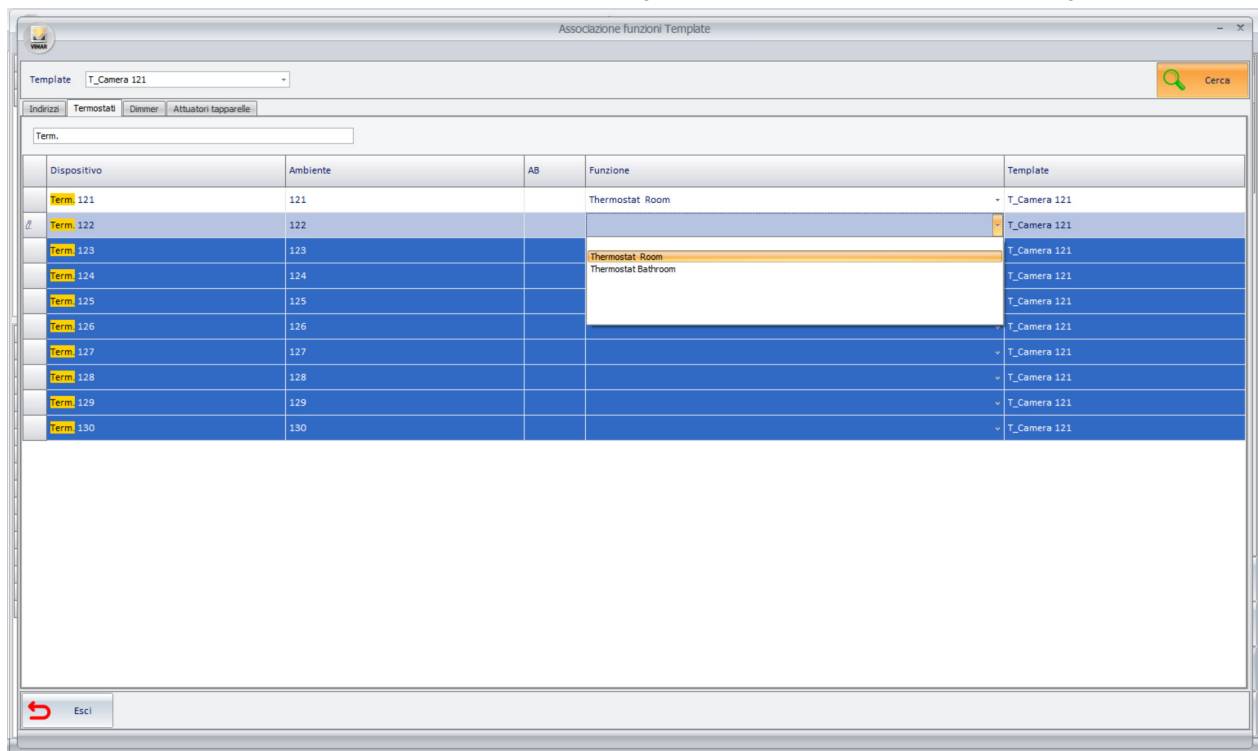 Associazione funzioni Template
VIMAR
Template T_Camera 121
Cerca
Indirizzi Termostati Dimmer Attuatori tapparelle
Term.
Dispositivo Ambiente AB Funzione Template
Term. 121 121 Thermostat Room T_Camera 121
Term. 122 122 T_Camera 121
Term. 123 123 Thermostat Room T_Camera 121
Thermostat Bathroom
Term. 124 124 T_Camera 121
Term. 125 125 T_Camera 121
Term. 126 126 T_Camera 121
Term. 127 127 T_Camera 121
Term. 128 128 T_Camera 121
Term. 129 129 T_Camera 121
Term. 130 130 T_Camera 121
Esci